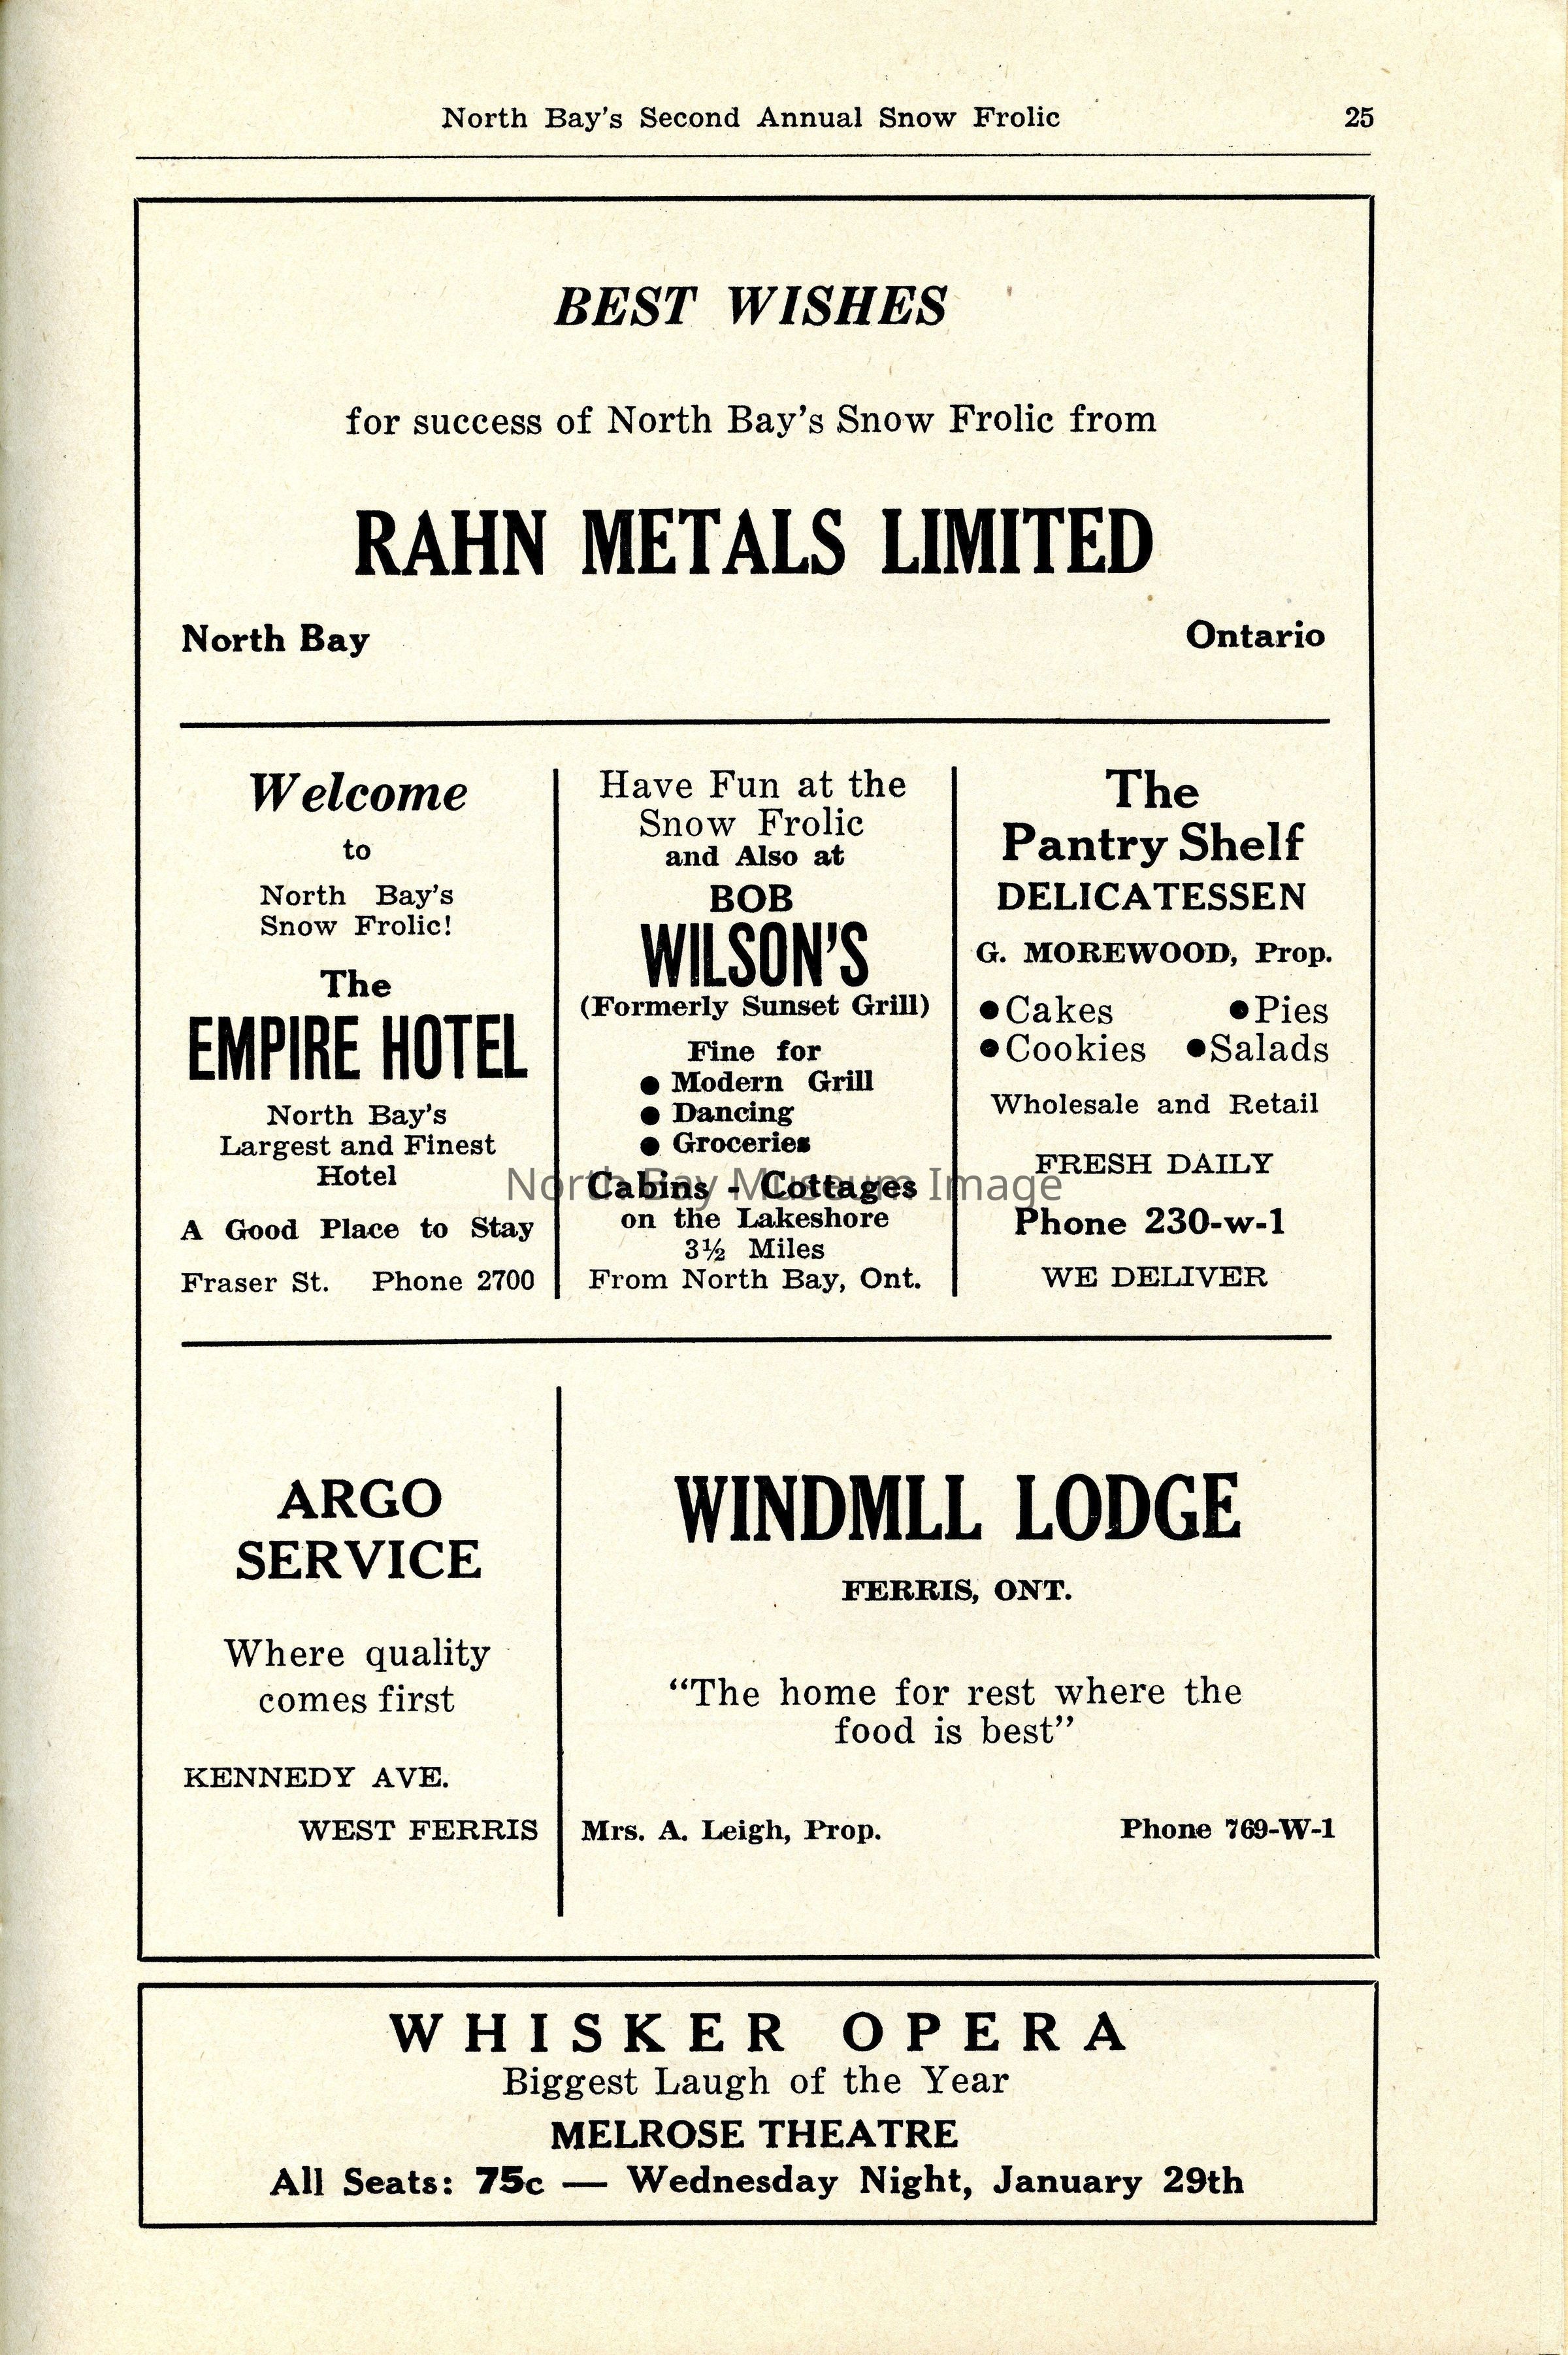 North Bay's Second Annual Snow Frolic 25
BEST WISHES
for success of North Bay's Snow Frolic from
RAHN METALS LIMITED
North Bay Ontario
Welcome
to
North Bay's
Snow Frolic!
The
EMPIRE HOTEL
North Bay's
Largest and Finest
Hotel
A Good Place to Stay
Fraser St. Phone 2700
Have Fun at the
Snow Frolic
and Also at
BOB
WILSON'S
(Formerly Sunset Grill)
Fine for
● Modern Grill
● Dancing
● Groceries
Cabins - Cottages
on the Lakeshore
3½ Miles
From North Bay, Ont.
The
Pantry Shelf
DELICATESSEN
G. MOREWOOD, Prop.
●Cakes ●Pies
●Cookies ●Salads
Wholesale and Retail
FRESH DAILY
Phone 230-w-1
WE DELIVER
North Bay Museum Image
ARGO
SERVICE
Where quality
comes first
KENNEDY AVE.
WEST FERRIS
WINDMLL LODGE
FERRIS, ONT.
"The home for rest where the
food is best"
Mrs. A. Leigh, Prop. Phone 769-W-1
WHISKER OPERA
Biggest Laugh of the Year
MELROSE THEATRE
All Seats: 75c — Wednesday Night, January 29th